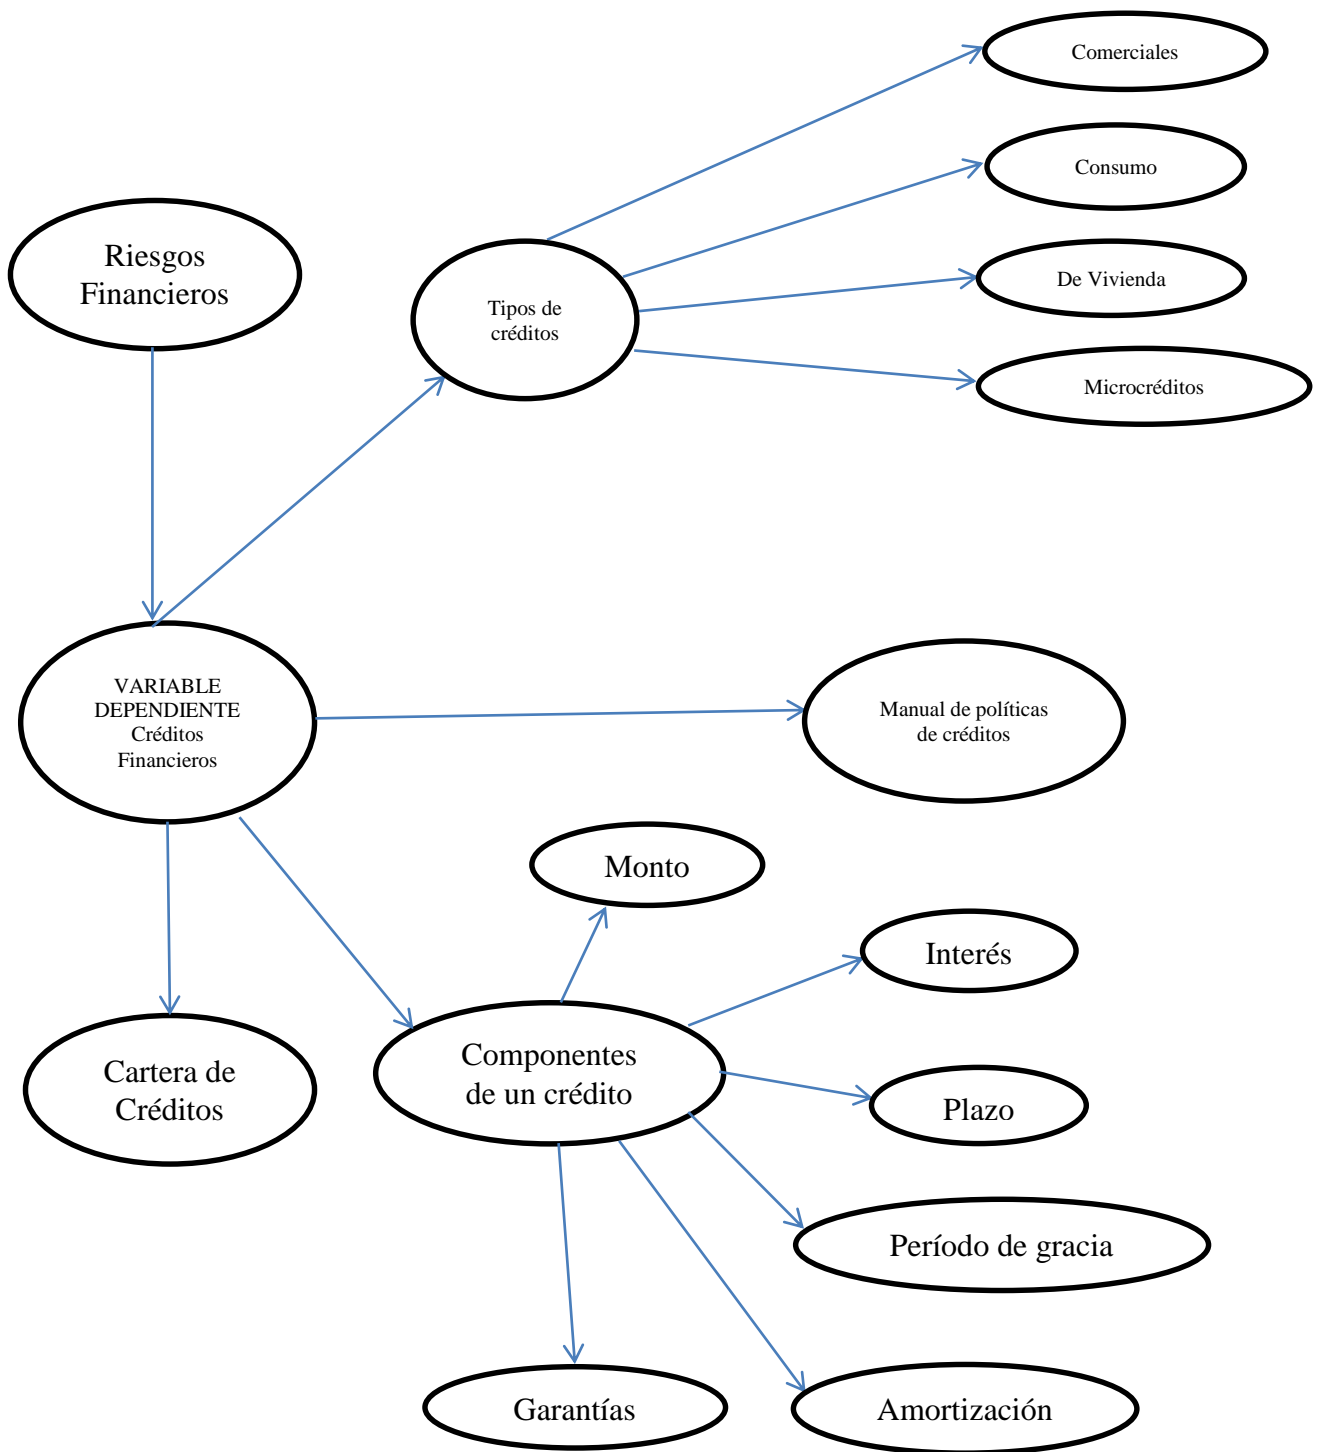 Comerciales
Consumo
Riesgos
Financieros
De Vivienda
Tipos de
créditos
Microcréditos
VARIABLE
DEPENDIENTE
Créditos
Financieros
Manual de políticas
de créditos
Monto
Interés
Componentes
de un crédito
Cartera de
Créditos
Plazo
Período de gracia
Garantías
Amortización